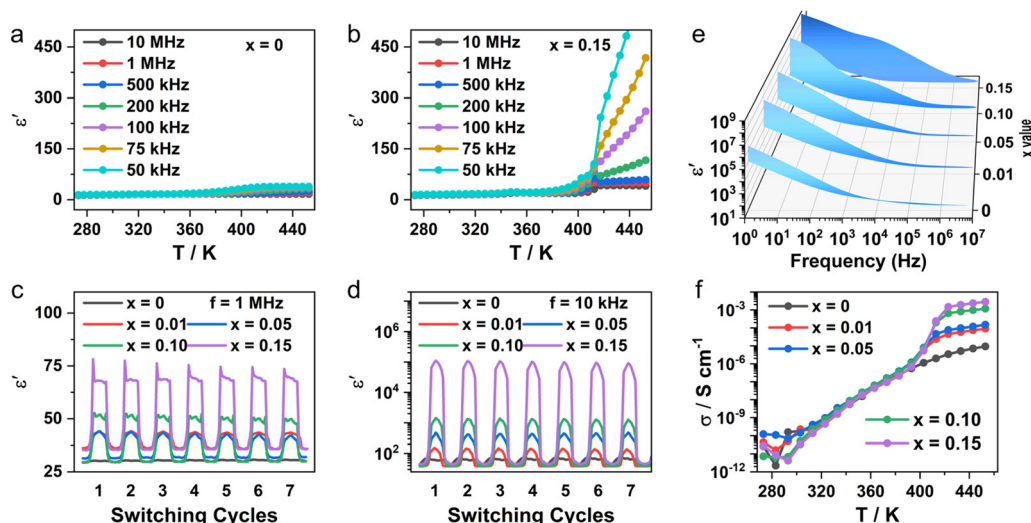 a
450
300
150
0
ε′
10 MHz
1 MHz
500 kHz
200 kHz
100 kHz
75 kHz
50 kHz
x = 0
280 320 360 400 440
T / K
b
450
300
150
0
ε′
10 MHz
1 MHz
500 kHz
200 kHz
100 kHz
75 kHz
50 kHz
x = 0.15
280 320 360 400 440
T / K
e
10⁹
10⁷
10⁵
10³
10¹
ε′
10⁰ 10¹ 10² 10³ 10⁴ 10⁵ 10⁶ 10⁷
Frequency (Hz)
0.15
0.10
0.05
0.01
0
x value
c
100
75
50
25
ε′
x = 0 f = 1 MHz
x = 0.01 x = 0.05
x = 0.10 x = 0.15
1 2 3 4 5 6 7
Switching Cycles
d
10⁶
10⁴
10²
ε′
x = 0 f = 10 kHz
x = 0.01 x = 0.05
x = 0.10 x = 0.15
1 2 3 4 5 6 7
Switching Cycles
f
10⁻³
10⁻⁶
10⁻⁹
10⁻¹²
σ / S cm⁻¹
x = 0
x = 0.01
x = 0.05
x = 0.10
x = 0.15
280 320 360 400 440
T / K